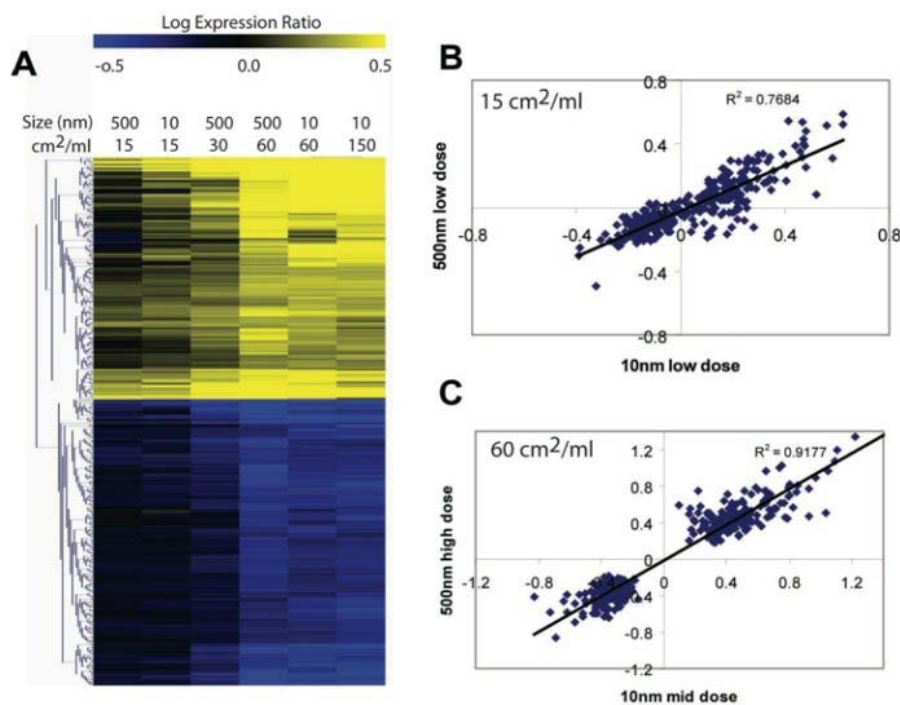 Log Expression Ratio
A
-0.5 0.0 0.5
Size (nm) 500 10 500 500 10 10
cm2/ml 15 15 30 60 60 150
B
15 cm2/ml
R2 = 0.7684
0.8
0.4
-0.8 -0.4 0 0.4 0.8
-0.4
-0.8
500nm low dose
10nm low dose
C
60 cm2/ml
R2 = 0.9177
1.2
0.8
0.4
0
-1.2 -0.8 -0.4 0 0.4 0.8 1.2
-0.4
-0.8
-1.2
500nm high dose
10nm mid dose